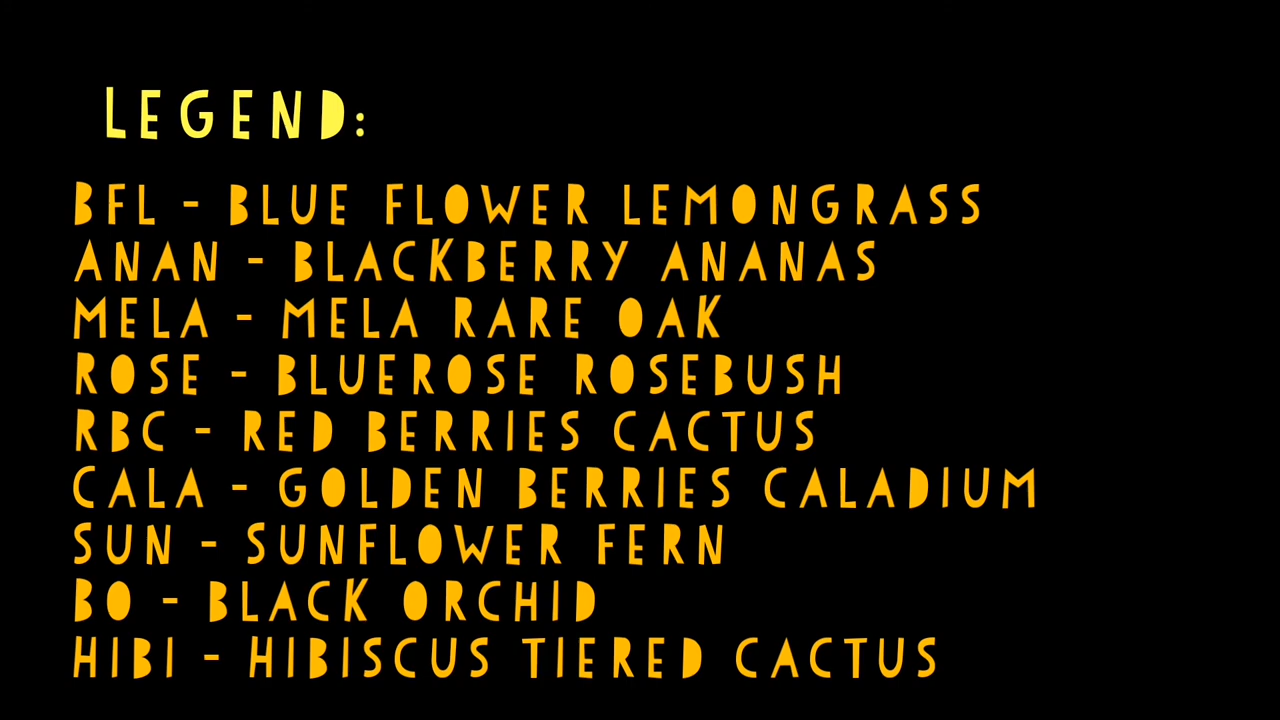 LEGEND:
BFL - BLUE FLOWER LEMONGRASS
ANAN - BLACKBERRY ANANAS
MELA - MELA RARE OAK
ROSE - BLUEROSE ROSEBUSH
RBC - RED BERRIES CACTUS
CALA - GOLDEN BERRIES CALADIUM
SUN - SUNFLOWER FERN
BO - BLACK ORCHID
HIBI - HIBISCUS TIERED CACTUS